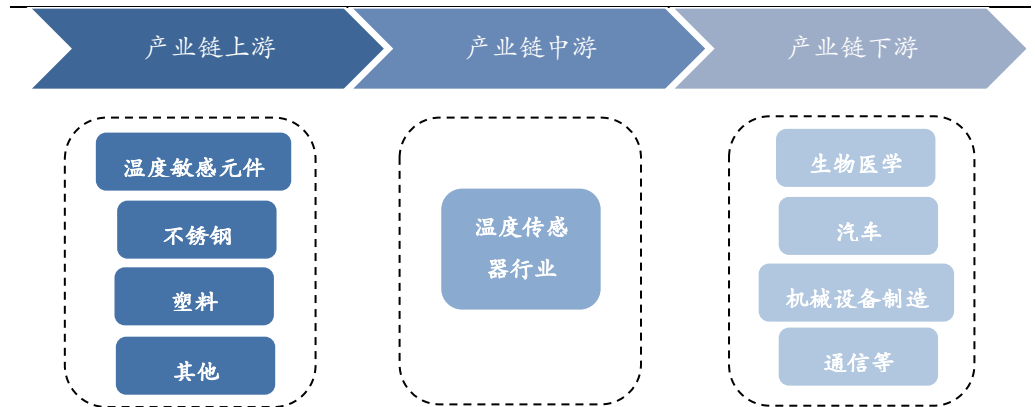 产业链上游
产业链中游
产业链下游
温度敏感元件
不锈钢
塑料
其他
温度传感
器行业
生物医学
汽车
机械设备制造
通信等